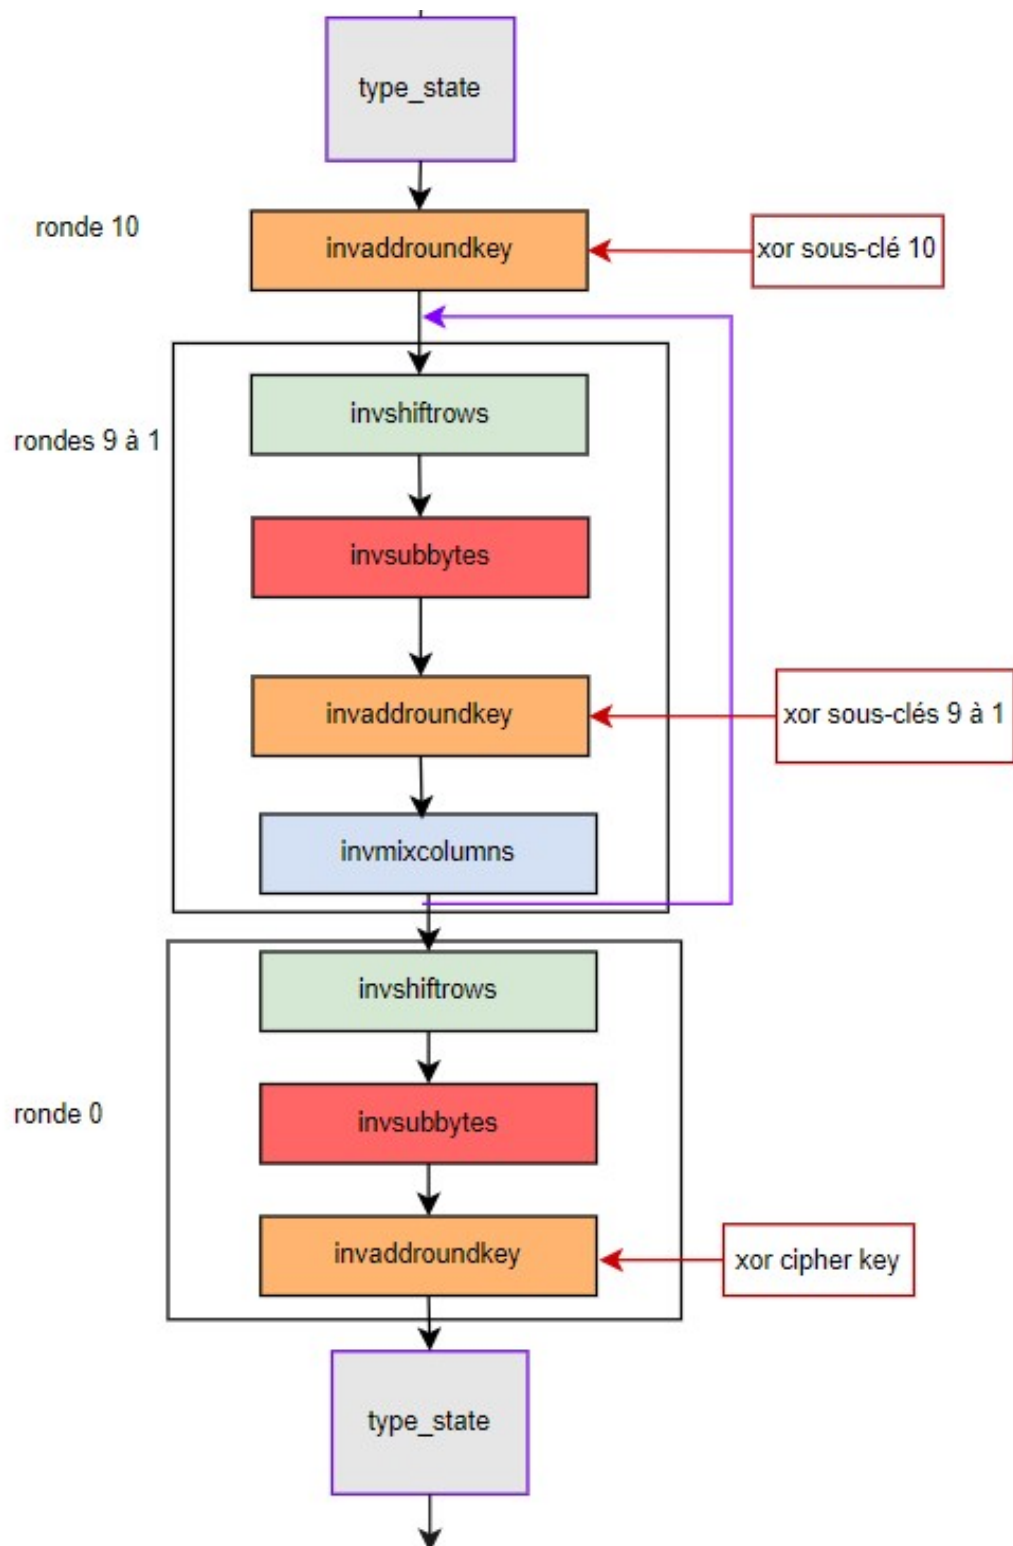 type_state
ronde 10
invaddroundkey
xor sous-clé 10
invshiftrows
rondes 9 à 1
invsubbytes
invaddroundkey
xor sous-clés 9 à 1
invmixcolumns
invshiftrows
ronde 0
invsubbytes
invaddroundkey
xor cipher key
type_state